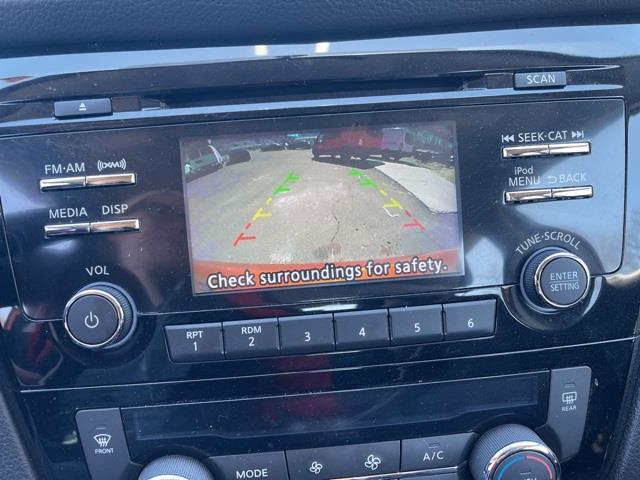 SCAN
FM·AM (XM)
SEEK·CAT
iPod
MENU BACK
MEDIA DISP
TUNE·SCROLL
VOL
ENTER
SETTING
Check surroundings for safety.
RPT
1
RDM
2
3
4
5
6
FRONT
REAR
MODE
A/C